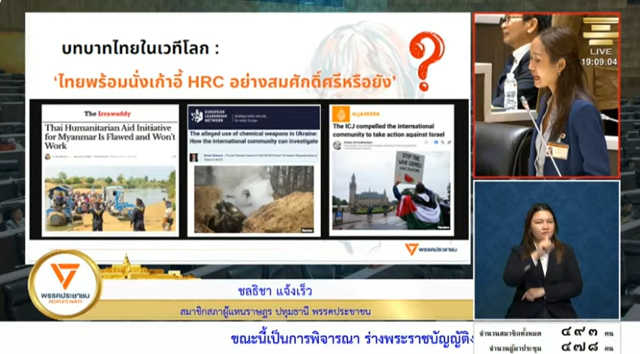 บทบาทไทยในเวทีโลก :
‘ไทยพร้อมนั่งเก้าอี้ HRC อย่างสมศักดิ์ศรีหรือยัง’
?
The Irrawaddy
Thai Humanitarian Aid Initiative
for Myanmar Is Flawed and Won't
Work
EUROPEAN
LEADERSHIP
NETWORK
The alleged use of chemical weapons in Ukraine:
How the international community can investigate
ALJAZEERA
The ICJ compelled the international
community to take action against Israel
STOP THE
WAR CRIMES
พรรคประชาชน
LIVE
19:09:04
พรรคประชาชน
PEOPLE'S PARTY
ชลธิชา แจ้งเร็ว
สมาชิกสภาผู้แทนราษฎร ปทุมธานี พรรคประชาชน
ขณะนี้เป็นการพิจารณา ร่างพระราชบัญญัติง
จำนวนสมาชิกทั้งหมด ๔๙๓ คน
จำนวนผู้มาประชุม ๔๗๘ คน